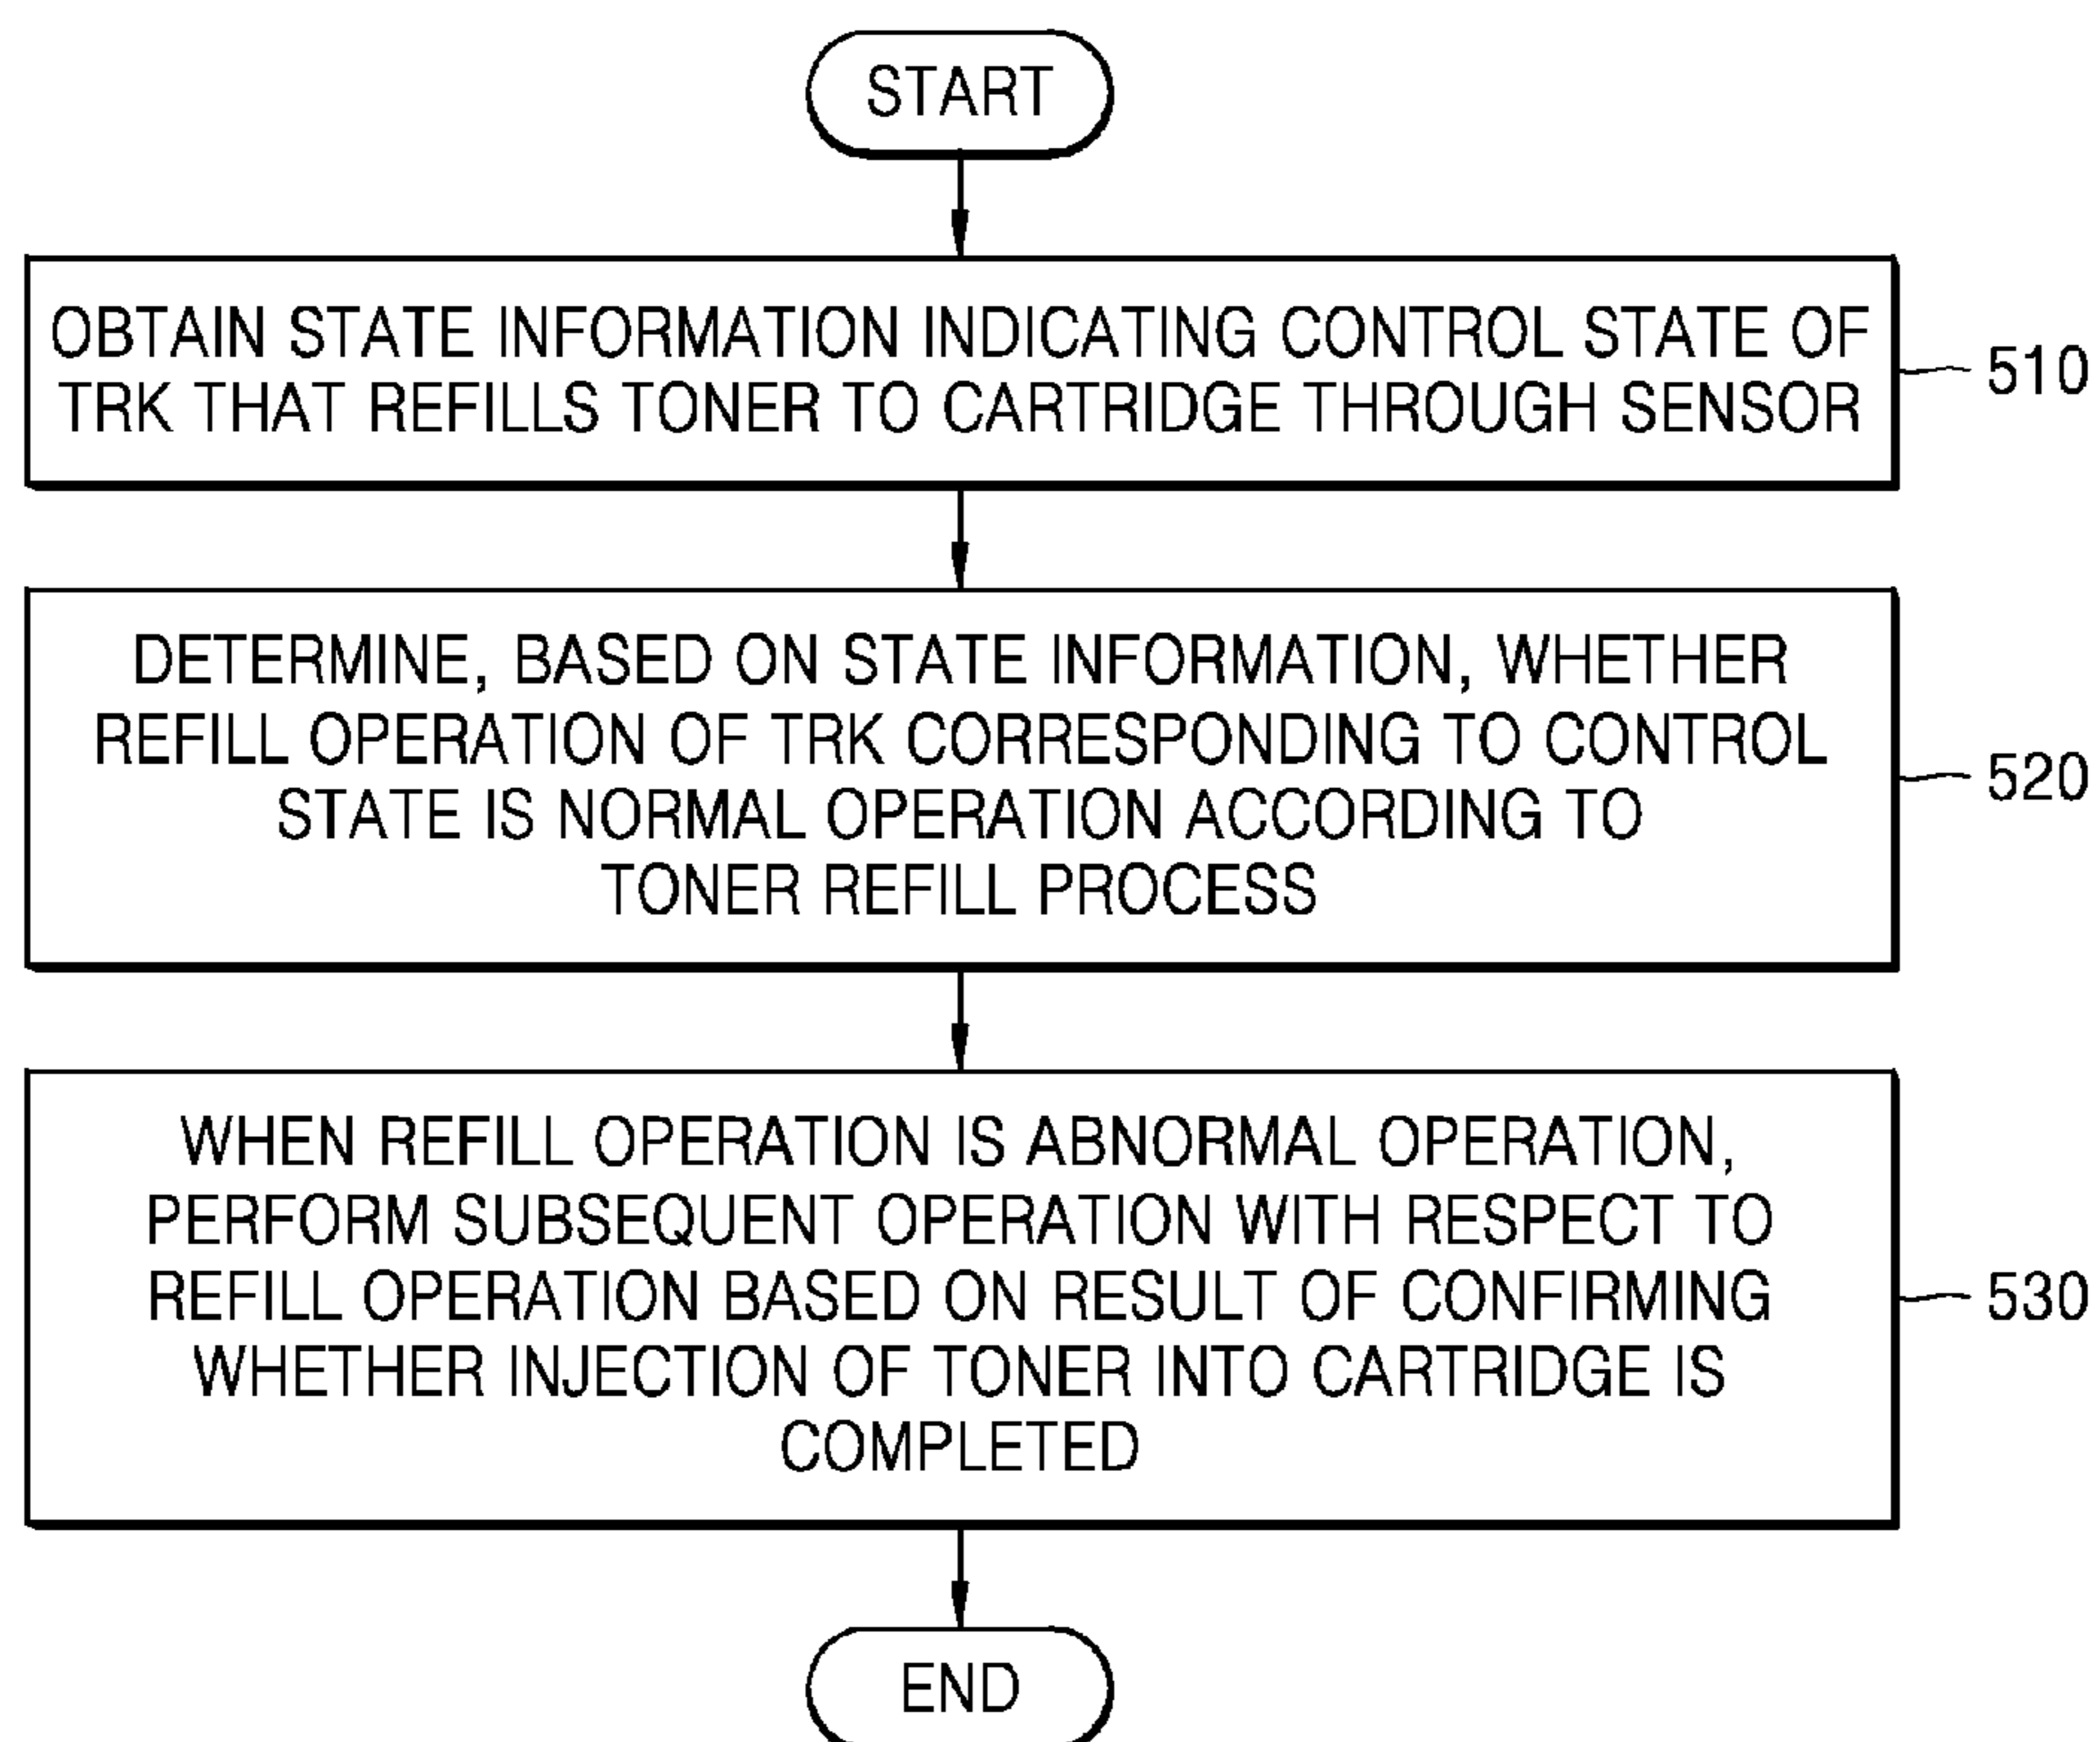 START
OBTAIN STATE INFORMATION INDICATING CONTROL STATE OF
TRK THAT REFILLS TONER TO CARTRIDGE THROUGH SENSOR
510
DETERMINE, BASED ON STATE INFORMATION, WHETHER
REFILL OPERATION OF TRK CORRESPONDING TO CONTROL
STATE IS NORMAL OPERATION ACCORDING TO
TONER REFILL PROCESS
520
WHEN REFILL OPERATION IS ABNORMAL OPERATION,
PERFORM SUBSEQUENT OPERATION WITH RESPECT TO
REFILL OPERATION BASED ON RESULT OF CONFIRMING
WHETHER INJECTION OF TONER INTO CARTRIDGE IS
COMPLETED
530
END